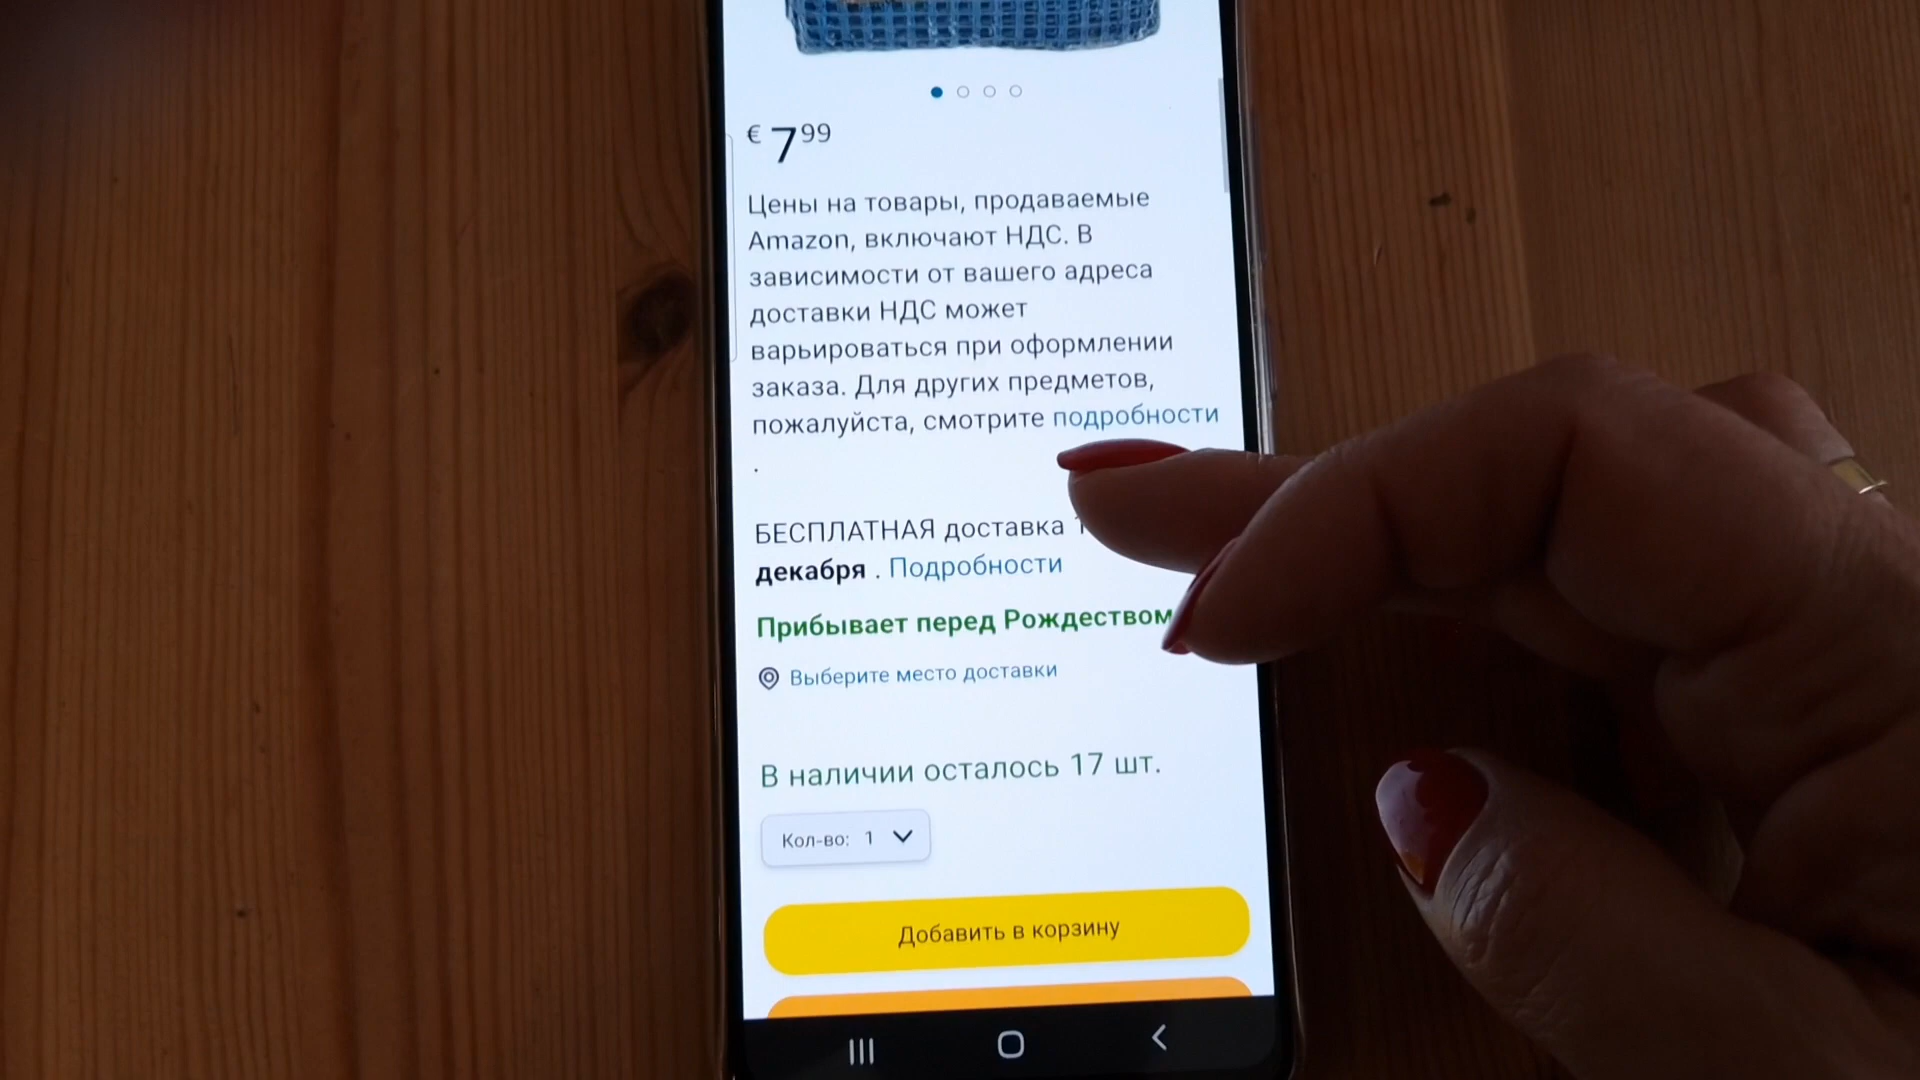 € 7⁹⁹
Цены на товары, продаваемые
Amazon, включают НДС. В
зависимости от вашего адреса
доставки НДС может
варьироваться при оформлении
заказа. Для других предметов,
пожалуйста, смотрите подробности
.
БЕСПЛАТНАЯ доставка
декабря . Подробности
Прибывает перед Рождеством
Выберите место доставки
В наличии осталось 17 шт.
Кол-во: 1
Добавить в корзину